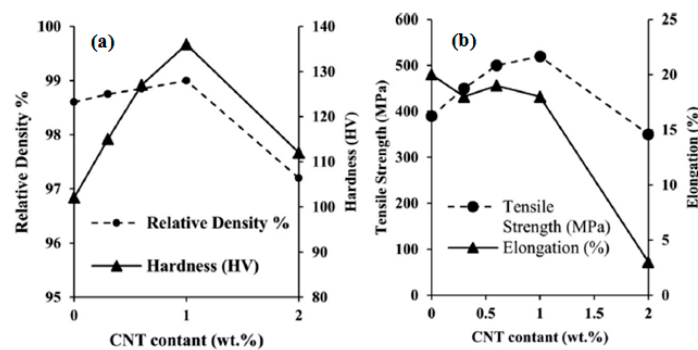 (a)
100
99
98
97
96
95
Relative Density %
140
130
120
110
100
90
80
Hardness (HV)
Relative Density %
Hardness (HV)
0
1
2
CNT contant (wt.%)
(b)
600
500
400
300
200
100
0
Tensile Strength (MPa)
25
20
15
10
5
0
Elongation (%)
Tensile
Strength (MPa)
Elongation (%)
0
0.5
1
1.5
2
CNT contant (wt.%)